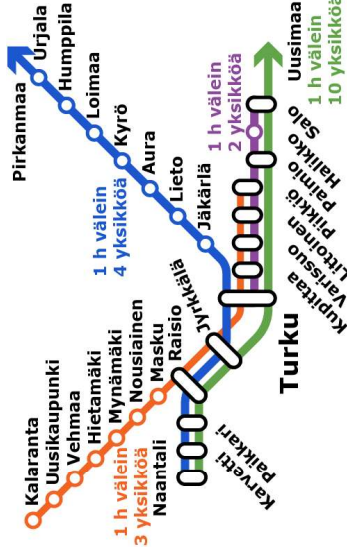 Pirkanmaa
Urjala
Humppila
Loimaa
Kyrö
Aura
Lieto
Jäkärlä
1 h välein
4 yksikköä
Kalaranta
Uusikaupunki
Vehmaa
Hietamäki
Mynämäki
Nousiainen
Masku
Raisio
Jyrkkälä
1 h välein
3 yksikköä
Naantali
Karvetti
Paikkari
Turku
Kupittaa
Varissuo
Littoinen
Piikkiö
Paimio
Halikko
Salo
Uusimaa
1 h välein
2 yksikköä
1 h välein
10 yksikköä